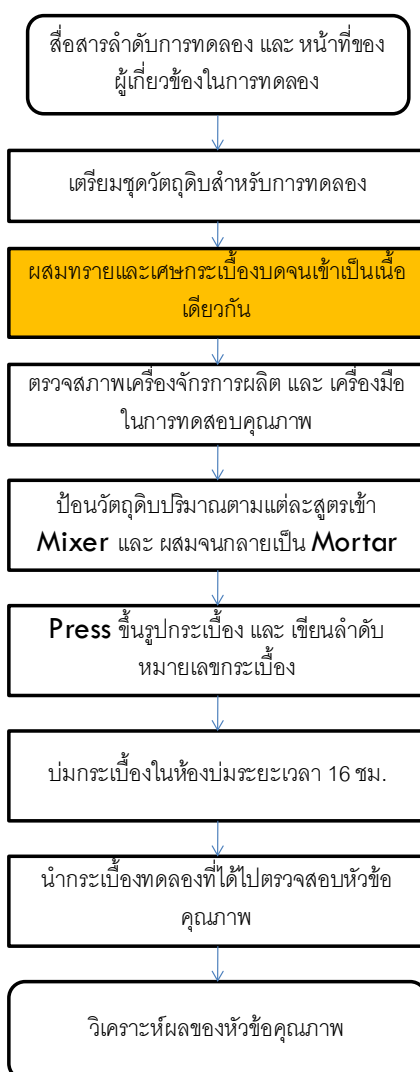 สื่อสารลำดับการทดลอง และ หน้าที่ของ
ผู้เกี่ยวข้องในการทดลอง
เตรียมชุดวัตถุดิบสำหรับการทดลอง
ผสมทรายและเศษกระเบื้องบดจนเข้าเป็นเนื้อ
เดียวกัน
ตรวจสภาพเครื่องจักรการผลิต และ เครื่องมือ
ในการทดสอบคุณภาพ
ป้อนวัตถุดิบปริมาณตามแต่ละสูตรเข้า
Mixer และ ผสมจนกลายเป็น Mortar
Press ขึ้นรูปกระเบื้อง และ เขียนลำดับ
หมายเลขกระเบื้อง
บ่มกระเบื้องในห้องบ่มระยะเวลา 16 ชม.
นำกระเบื้องทดลองที่ได้ไปตรวจสอบหัวข้อ
คุณภาพ
วิเคราะห์ผลของหัวข้อคุณภาพ